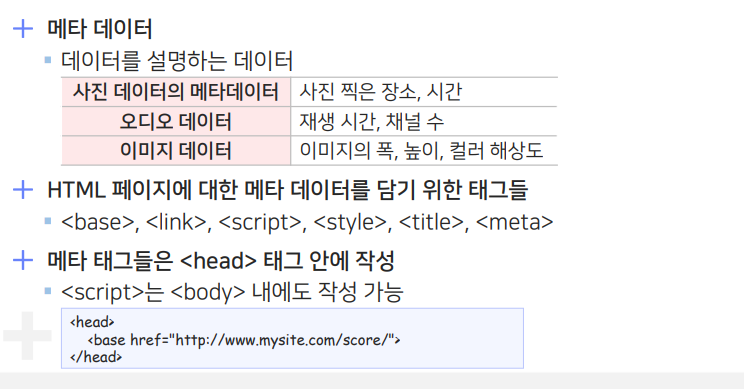 메타 데이터
데이터를 설명하는 데이터
사진 데이터의 메타데이터 사진 찍은 장소, 시간
오디오 데이터 재생 시간, 채널 수
이미지 데이터 이미지의 폭, 높이, 컬러 해상도
HTML 페이지에 대한 메타 데이터를 담기 위한 태그들
<base>, <link>, <script>, <style>, <title>, <meta>
메타 태그들은 <head> 태그 안에 작성
<script>는 <body> 내에도 작성 가능
<head>
<base href="http://www.mysite.com/score/">
</head>